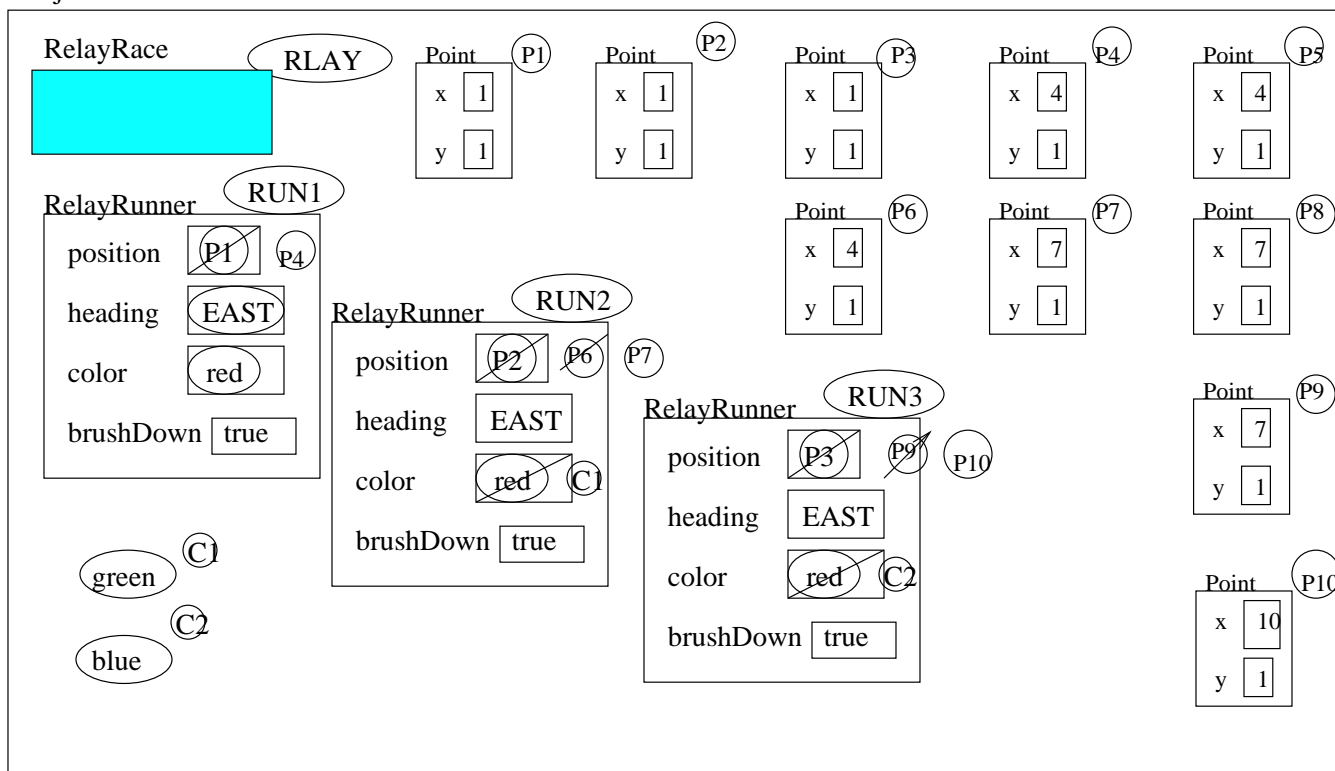 RelayRace RLAY
Point P1
x 1
y 1
Point P2
x 1
y 1
Point P3
x 1
y 1
Point P4
x 4
y 1
Point P5
x 4
y 1
Point P6
x 4
y 1
Point P7
x 7
y 1
Point P8
x 7
y 1
Point P9
x 7
y 1
Point P10
x 10
y 1
RelayRunner RUN1
position P1 P4
heading EAST
color red
brushDown true
RelayRunner RUN2
position P2 P6 P7
heading EAST
color red C1
brushDown true
RelayRunner RUN3
position P3 P9 P10
heading EAST
color red C2
brushDown true
green C1
blue C2